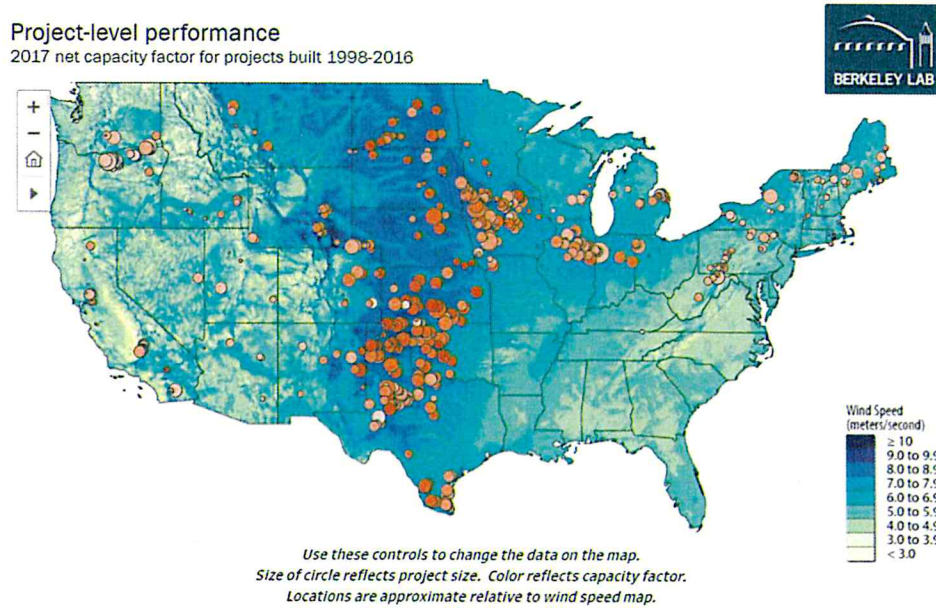 Project-level performance
2017 net capacity factor for projects built 1998-2016
BERKELEY LAB
+
−
Wind Speed
(meters/second)
≥ 10
9.0 to 9.9
8.0 to 8.9
7.0 to 7.9
6.0 to 6.9
5.0 to 5.9
4.0 to 4.9
3.0 to 3.9
< 3.0
Use these controls to change the data on the map.
Size of circle reflects project size. Color reflects capacity factor.
Locations are approximate relative to wind speed map.